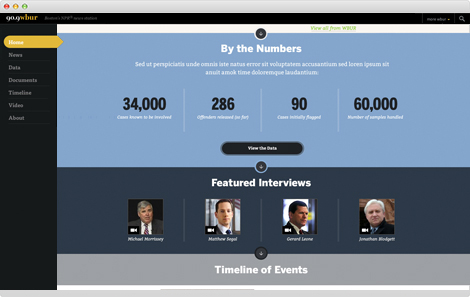 go.gwbur
Boston's NPR news station
more wbur
View all from WBUR
Home
News
Data
Documents
Timeline
Video
About
By the Numbers
Sed ut perspiciatis unde omnis iste natus error sit voluptatem accusantium sed lorem ipsum sit
amuit amok time doloremque laudantium:
34,000 286 90 60,000
Cases known to be involved Offenders released (so far) Cases initially flagged Number of samples handled
View the Data
Featured Interviews
Michael Morrissey Matthew Segal Gerard Leone Jonathan Blodgett
Timeline of Events